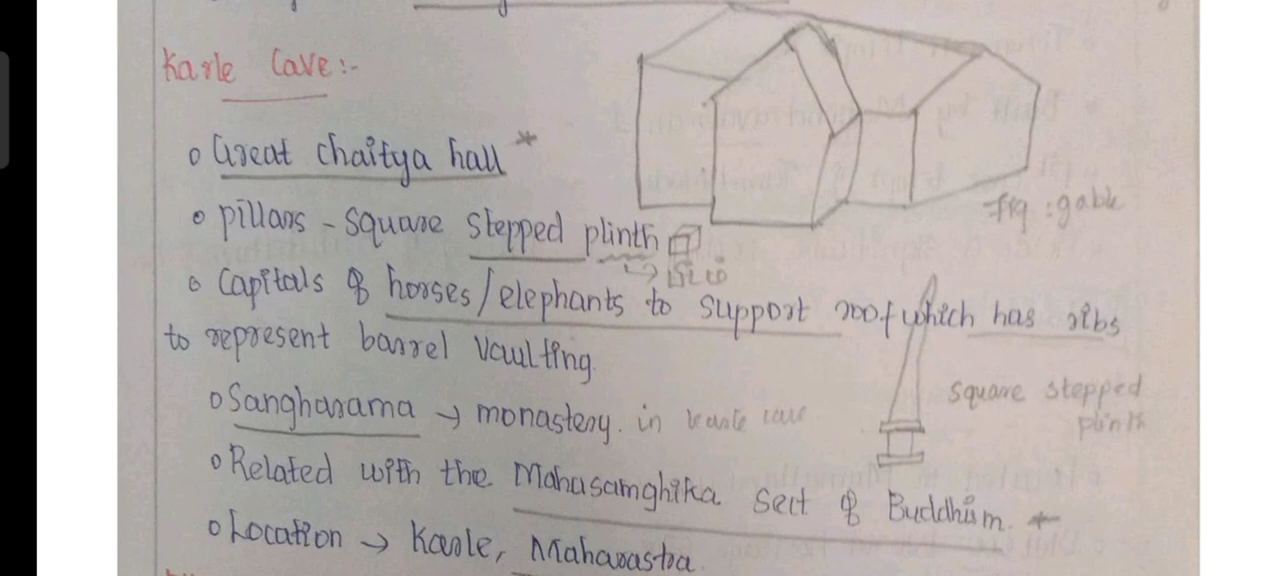 Karle Cave :-
Fig : gable
o Great Chaitya hall *
o pillars - square stepped plinth
o Capitals of horses/elephants to support roof which has ribs
to represent barrel vaulting.
square stepped
plinth
o Sangharama → monastery. in karle cave
o Related with the Mahasamghika sect of Buddhism. ←
o Location → Karle, Maharastra.